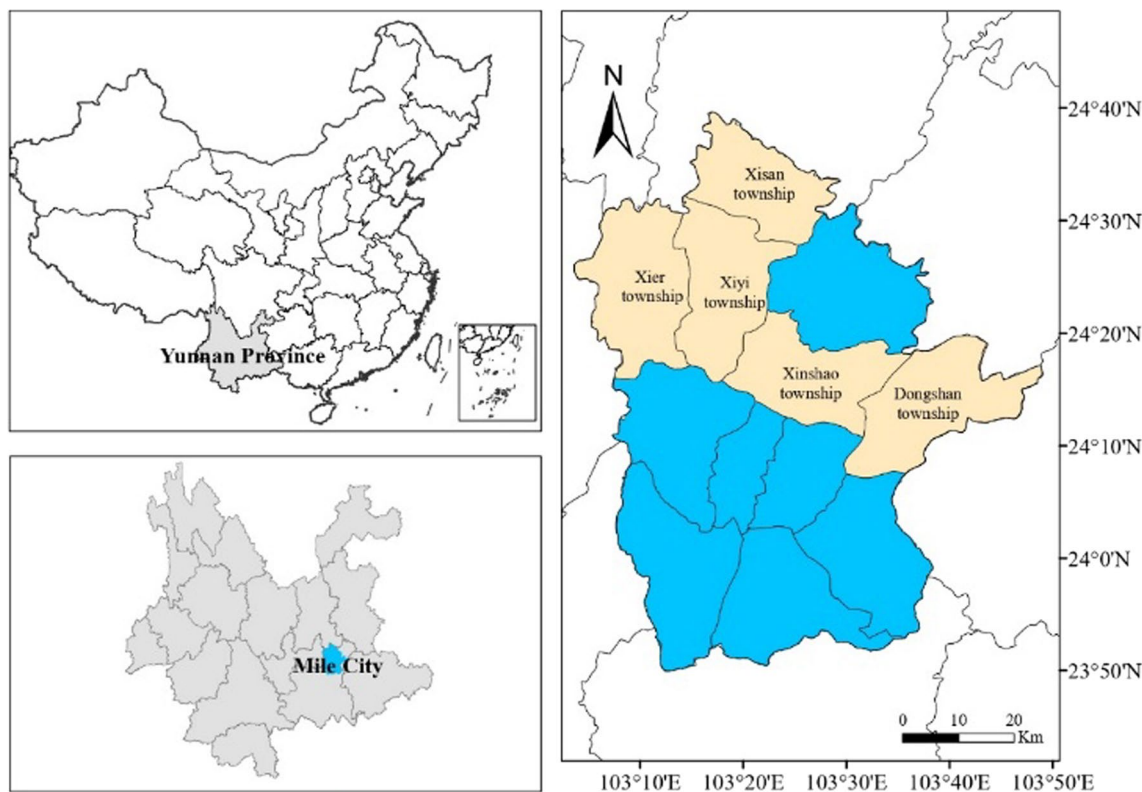 Yunnan Province
Mile City
N
Xisan
township
Xier
township
Xiyi
township
Xinshao
township
Dongshan
township
24°40'N
24°30'N
24°20'N
24°10'N
24°0'N
23°50'N
0 10 20
Km
103°10'E 103°20'E 103°30'E 103°40'E 103°50'E